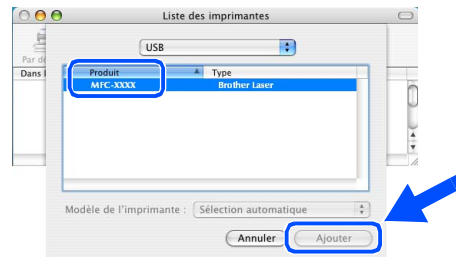 Liste des imprimantes
USB
Par dé
Dans l
Produit Type
MFC-XXXX Brother Laser
Modèle de l'imprimante : Sélection automatique
Annuler Ajouter